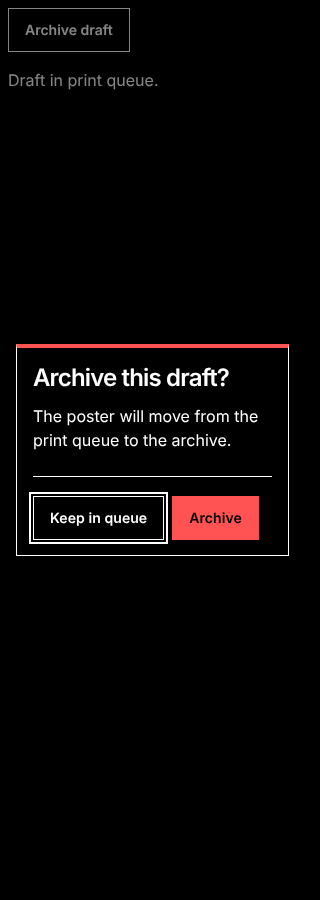 Archive draft
Draft in print queue.
Archive this draft?
The poster will move from the
print queue to the archive.
Keep in queue
Archive